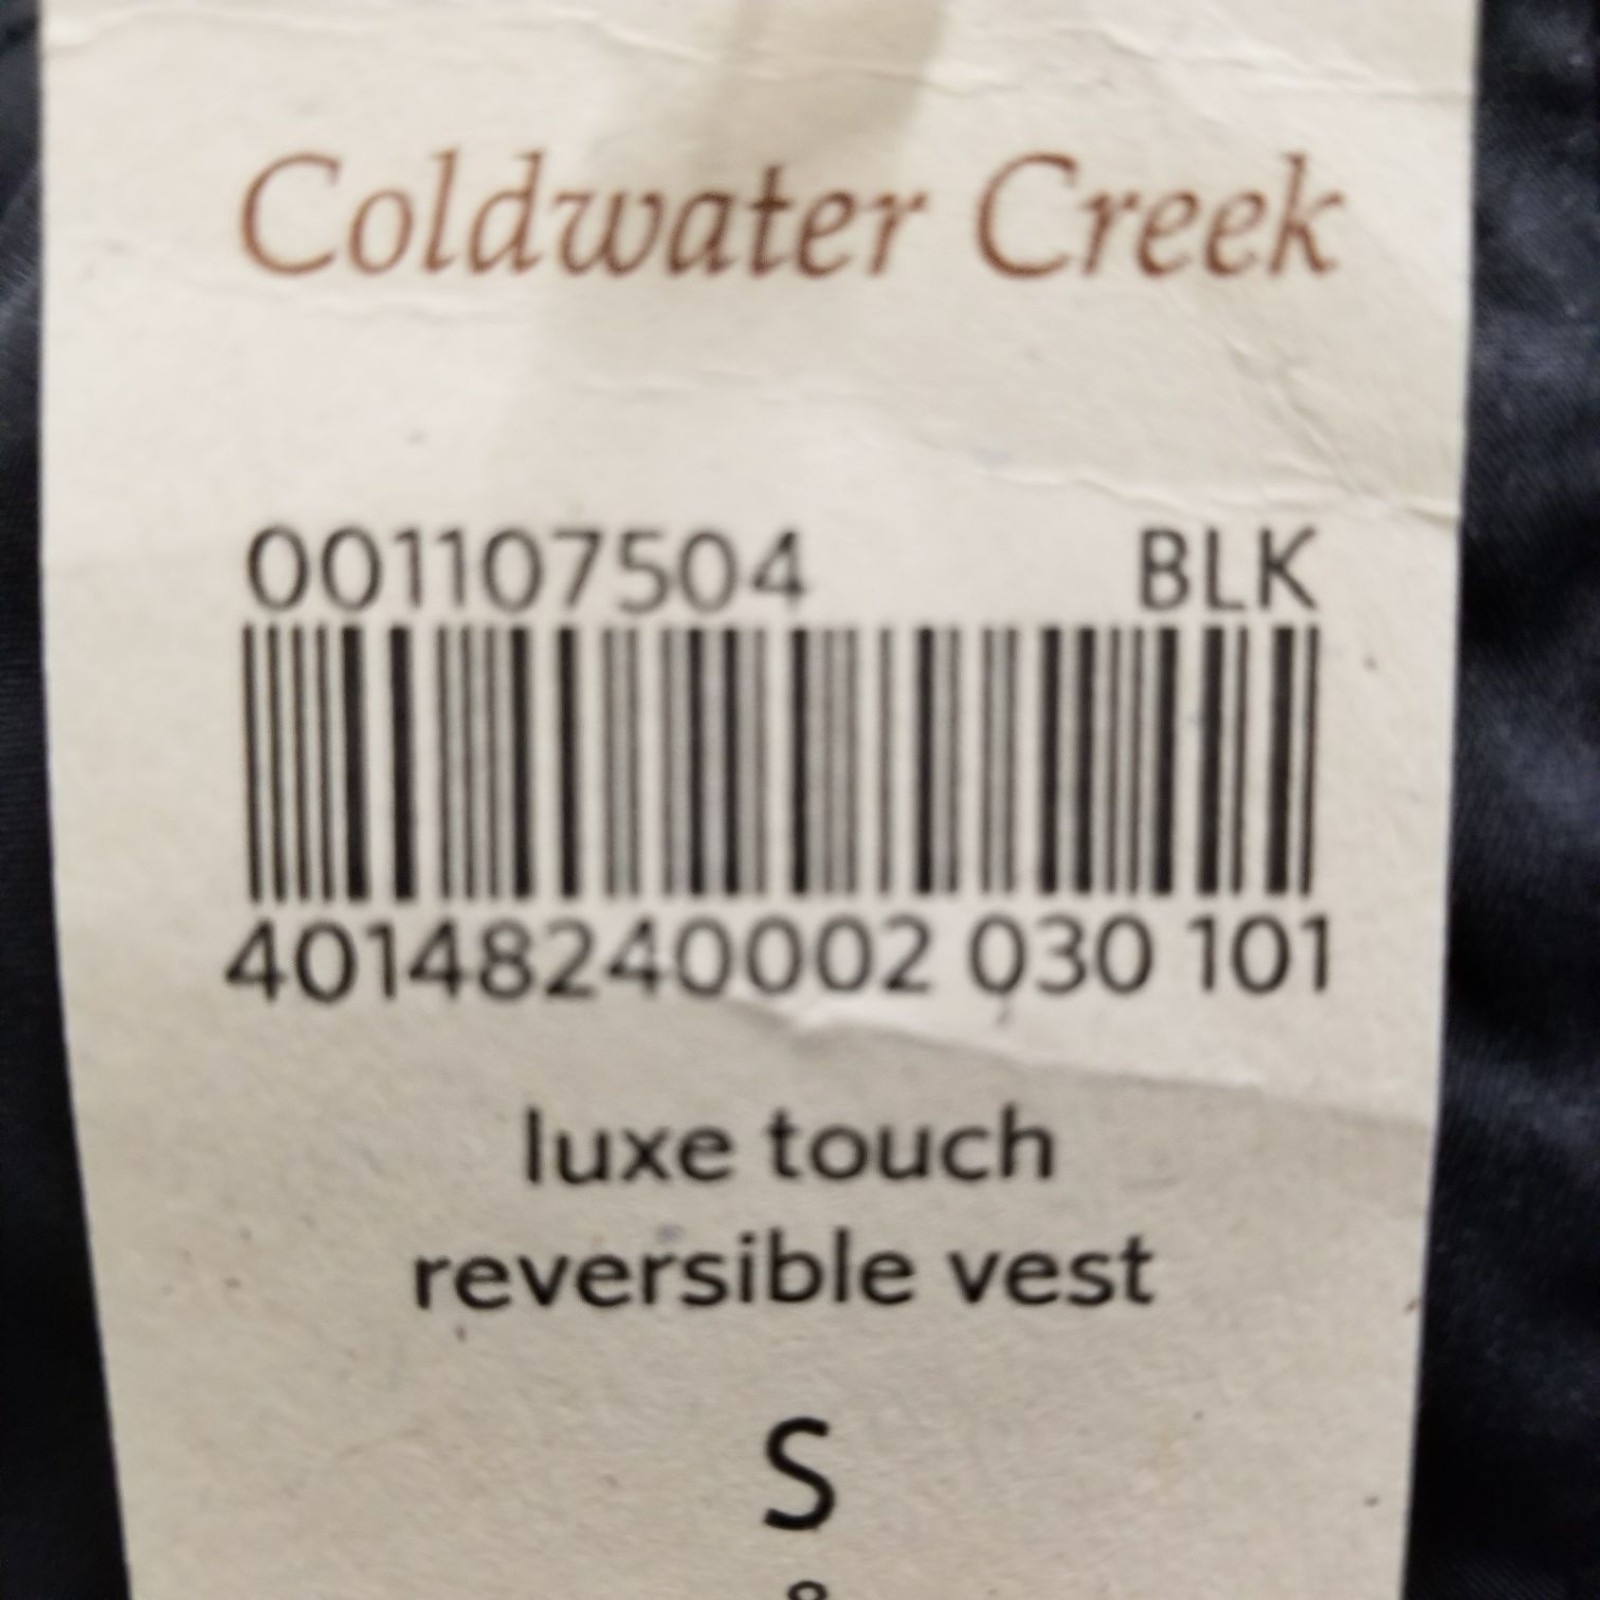 Coldwater Creek
001107504 BLK
40148240002 030 101
luxe touch
reversible vest
S